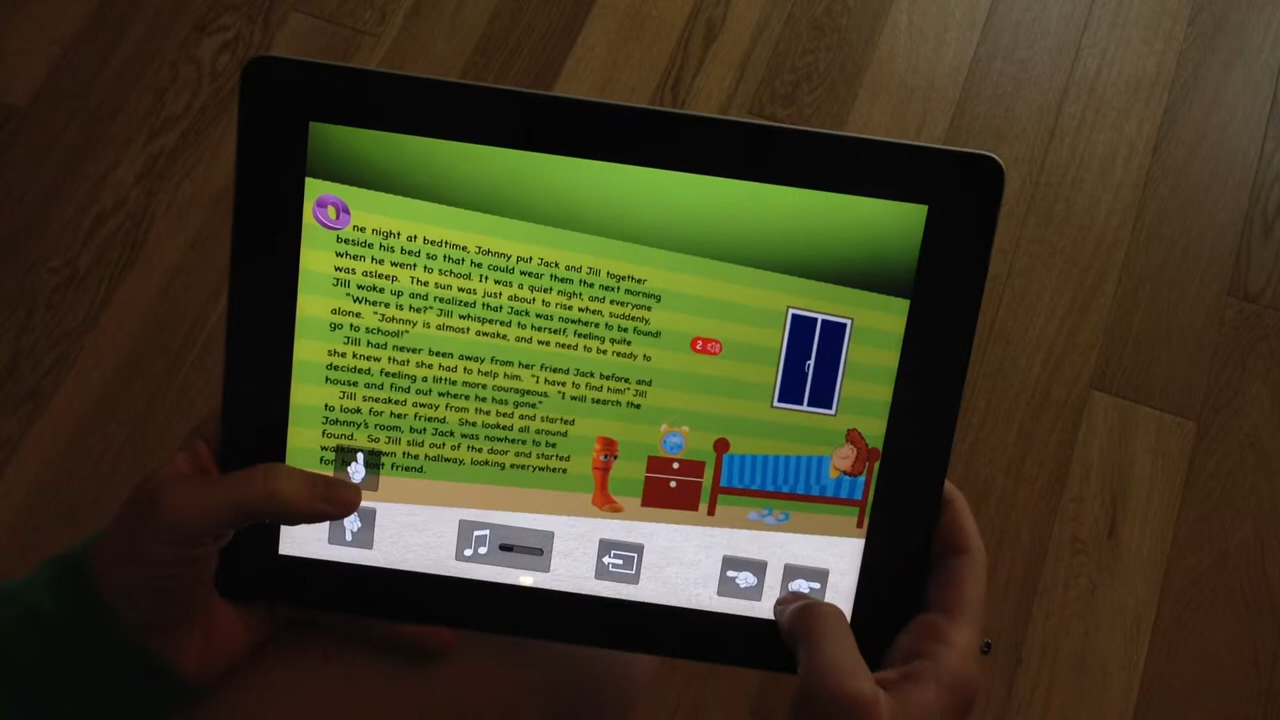 One night at bedtime, Johnny put Jack and Jill together
beside his bed so that he could wear them the next morning
when he went to school. It was a quiet night, and everyone
was asleep. The sun was just about to rise when, suddenly,
Jill woke up and realized that Jack was nowhere to be found!
"Where is he?" Jill whispered to herself, feeling quite
alone. "Johnny is almost awake, and we need to be ready to
go to school!"
Jill had never been away from her friend Jack before, and
she knew that she had to help him. "I have to find him!" Jill
decided, feeling a little more courageous. "I will search the
house and find out where he has gone."
Jill sneaked away from the bed and started
to look for her friend. She looked all around
Johnny's room, but Jack was nowhere to be
found. So Jill slid out of the door and started
walking down the hallway, looking everywhere
for her lost friend.
2